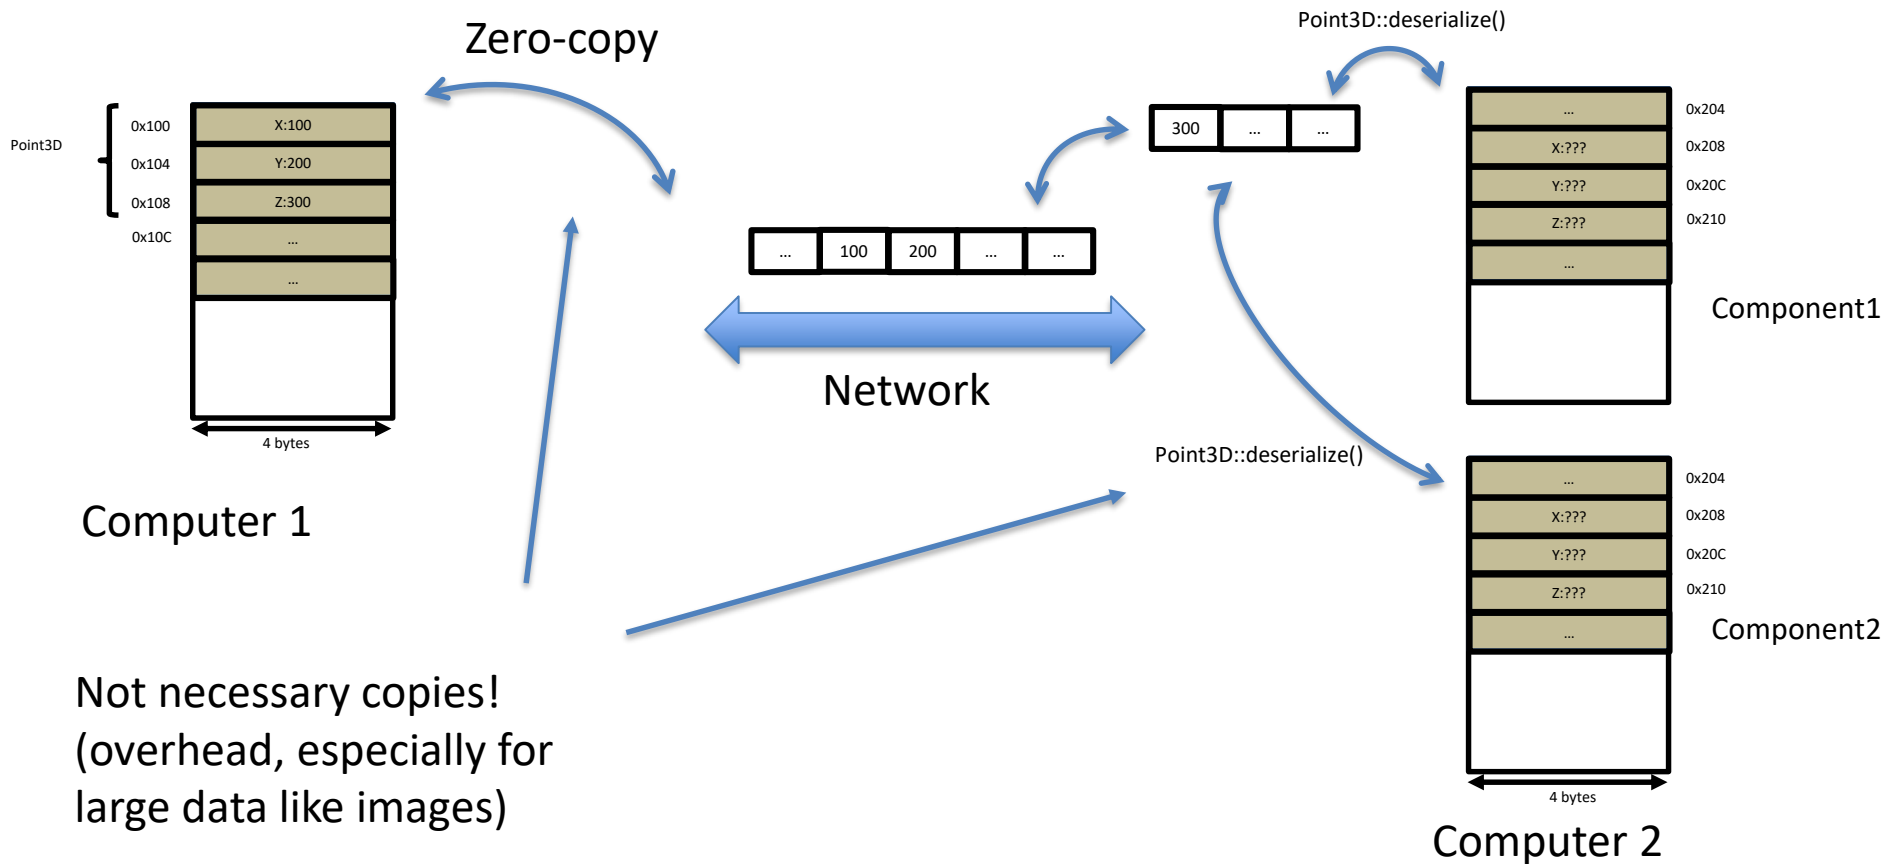 Zero-copy
Point3D::deserialize()
Point3D
0x100
X:100
0x104
Y:200
0x108
Z:300
0x10C
...
...
4 bytes
Computer 1
... 100 200 ... ...
Network
300 ... ...
...
0x204
X:???
0x208
Y:???
0x20C
Z:???
0x210
...
Component1
Point3D::deserialize()
...
0x204
X:???
0x208
Y:???
0x20C
Z:???
0x210
...
Component2
4 bytes
Computer 2
Not necessary copies!
(overhead, especially for
large data like images)